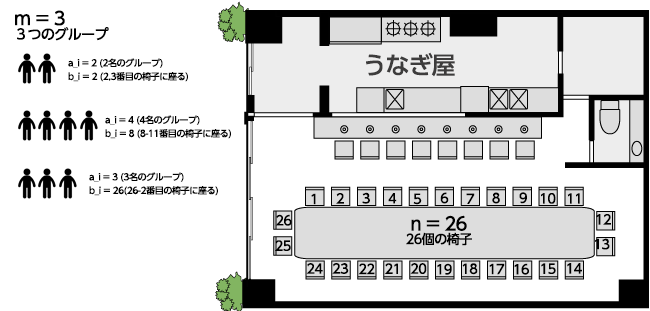 m = 3
3つのグループ
a_i = 2 (2名のグループ)
b_i = 2 (2,3番目の椅子に座る)
a_i = 4 (4名のグループ)
b_i = 8 (8-11番目の椅子に座る)
a_i = 3 (3名のグループ)
b_i = 26(26-2番目の椅子に座る)
うなぎ屋
1 2 3 4 5 6 7 8 9 10 11
26 12
n = 26
26個の椅子
25 13
24 23 22 21 20 19 18 17 16 15 14